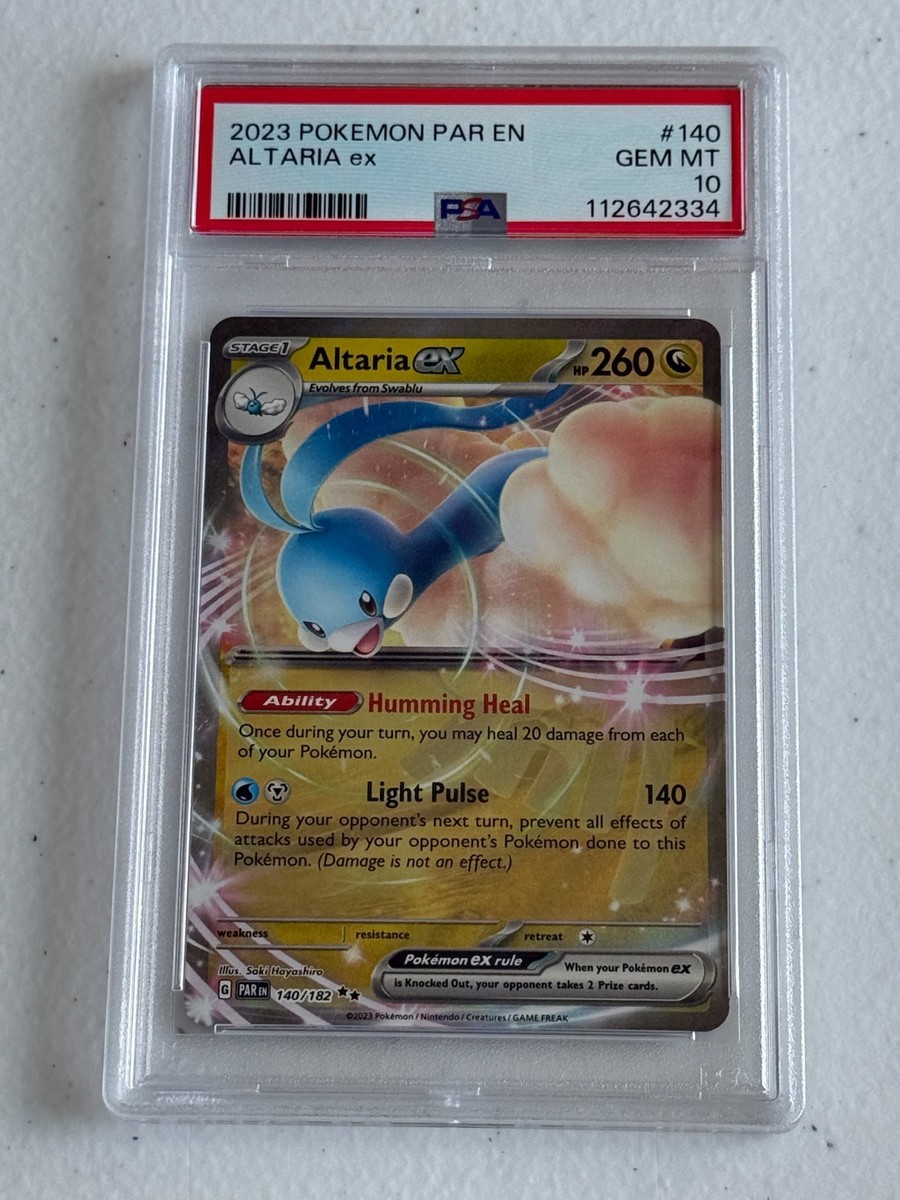 2023 POKEMON PAR EN #140
ALTARIA ex GEM MT
10
PSA 112642334
STAGE 1 Altaria ex HP 260
Evolves from Swablu
Ability Humming Heal
Once during your turn, you may heal 20 damage from each
of your Pokémon.
Light Pulse 140
During your opponent's next turn, prevent all effects of
attacks used by your opponent's Pokémon done to this
Pokémon. (Damage is not an effect.)
weakness resistance retreat
Illus. Saki Hayashiro
Pokémon ex rule When your Pokémon ex
is Knocked Out, your opponent takes 2 Prize cards.
G PAR EN 140/182
©2023 Pokémon / Nintendo / Creatures / GAME FREAK